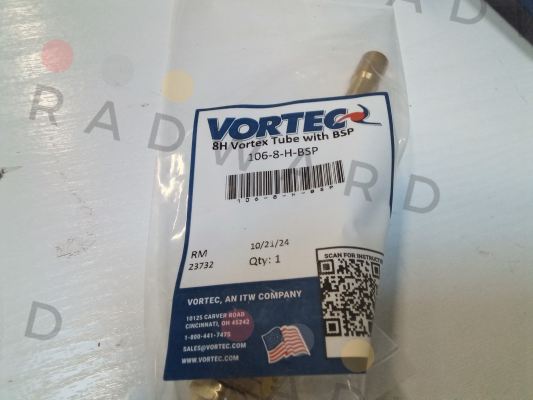 VORTEC
8H Vortex Tube with BSP
106-8-H-BSP
106-8-H-BSP
RM
23732
10/21/24
Qty: 1
SCAN FOR INSTRUCTIONS
VORTEC, AN ITW COMPANY
10125 CARVER ROAD
CINCINNATI, OH 45242
1-800-441-7475
SALES@VORTEC.COM
WWW.VORTEC.COM
RADWARD
RADWARD
D